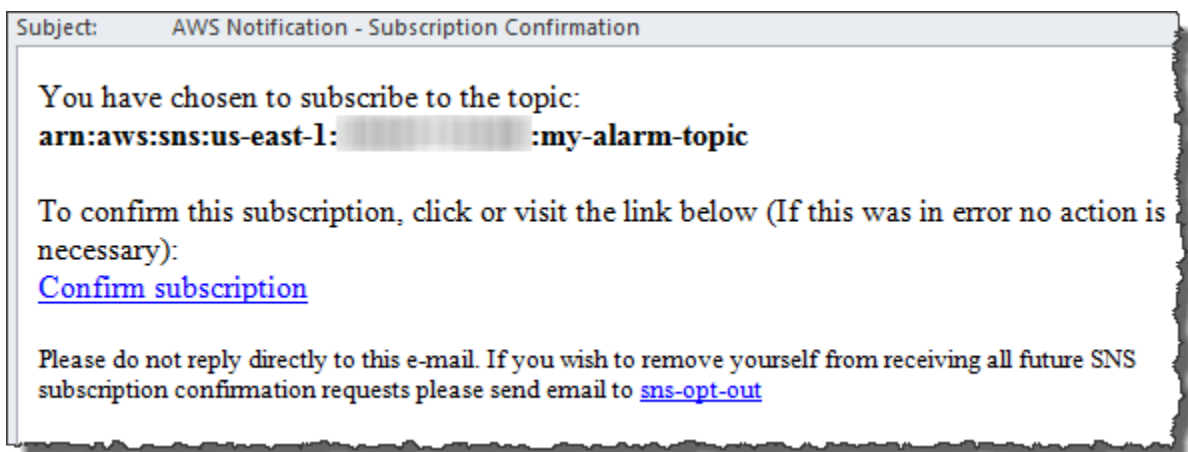 Subject: AWS Notification - Subscription Confirmation
You have chosen to subscribe to the topic:
arn:aws:sns:us-east-1: :my-alarm-topic
To confirm this subscription, click or visit the link below (If this was in error no action is
necessary):
Confirm subscription
Please do not reply directly to this e-mail. If you wish to remove yourself from receiving all future SNS
subscription confirmation requests please send email to sns-opt-out